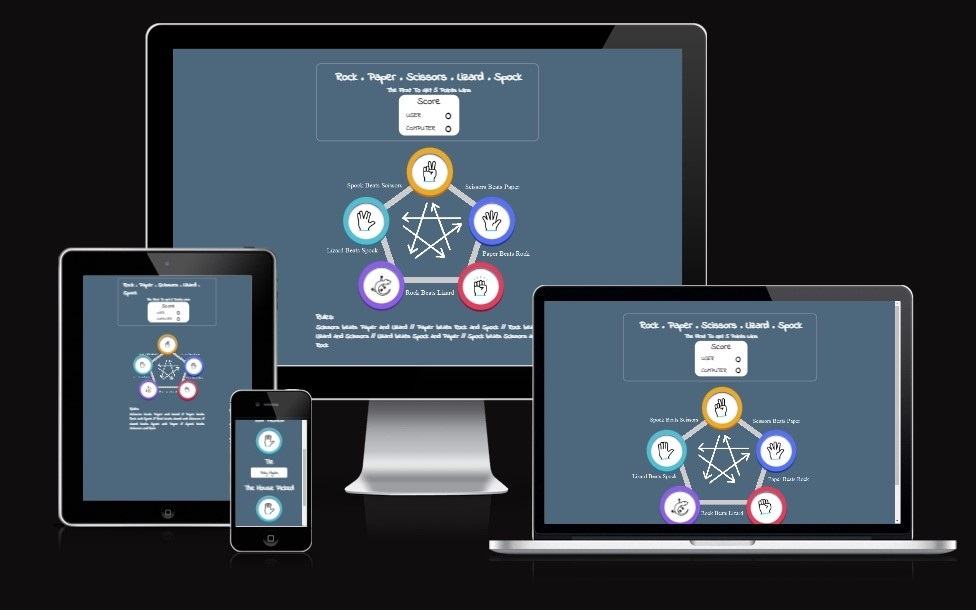 Rock . Paper . Scissors . Lizard . Spock
The First To get 5 Points Wins
Score
USER 0
COMPUTER 0
Spock Beats Scissors
Scissors Beats Paper
Lizard Beats Spock
Paper Beats Rock
Rock Beats Lizard
Rules
Scissors beats Paper and Lizard // Paper beats Rock and Spock // Rock
Lizard and Scissors // Lizard beats Spock and Paper // Spock beats Scissors
Rock
Rock . Paper . Scissors . Lizard .
Spock
The First To get 5 Points Wins
Score
USER 0
COMPUTER 0
Rules
Scissors beats Paper and Lizard // Paper beats
Rock and Spock // Rock beats Lizard and Scissors //
Lizard beats Spock and Paper // Spock beats
Scissors and Rock
Tie
Play Again
The House Picked
Rock . Paper . Scissors . Lizard . Spock
The First To get 5 Points Wins
Score
USER 0
COMPUTER 0
Spock Beats Scissors
Scissors Beats Paper
Lizard Beats Spock
Paper Beats Rock
Rock Beats Lizard